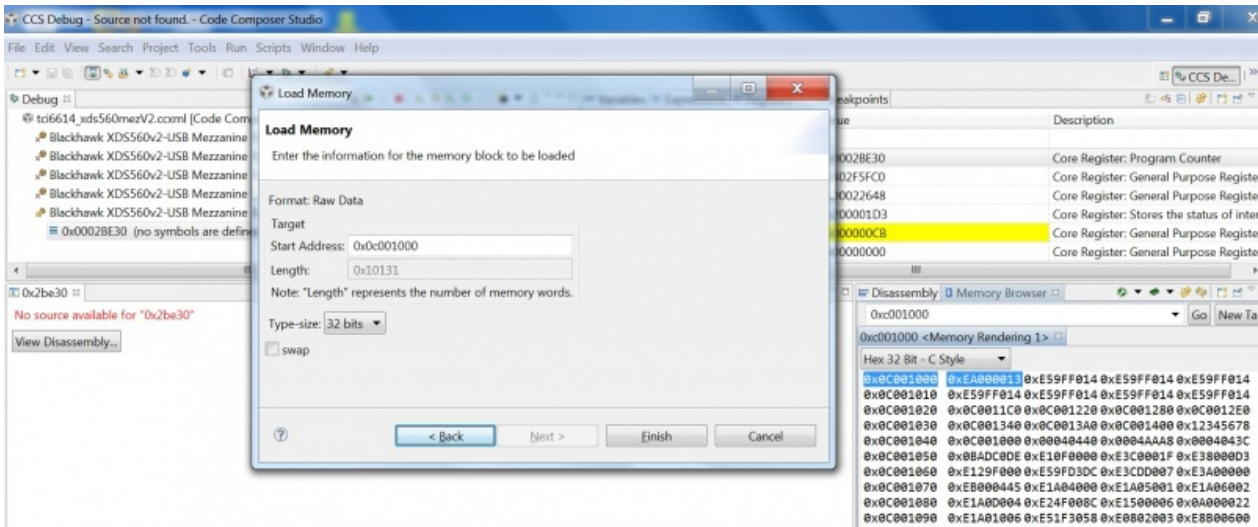 CCS Debug - Source not found. - Code Composer Studio
File Edit View Search Project Tools Run Scripts Window Help
CCS De...
Debug
tci6614_xds560mezV2.ccxml [Code Com
Blackhawk XDS560v2-USB Mezzanine
Blackhawk XDS560v2-USB Mezzanine
Blackhawk XDS560v2-USB Mezzanine
Blackhawk XDS560v2-USB Mezzanine
Blackhawk XDS560v2-USB Mezzanine
0x0002BE30 (no symbols are define
Load Memory
Load Memory
Enter the information for the memory block to be loaded
Format: Raw Data
Target
Start Address: 0x0c001000
Length: 0x10131
Note: "Length" represents the number of memory words.
Type-size: 32 bits
swap
< Back Next > Finish Cancel
eakpoints
ue Description
0002BE30 Core Register: Program Counter
02F5FC0 Core Register: General Purpose Registe
0022648 Core Register: General Purpose Registe
00001D3 Core Register: Stores the status of inter
000000CB Core Register: General Purpose Registe
0000000 Core Register: General Purpose Registe
0x2be30
No source available for "0x2be30"
View Disassembly...
Disassembly Memory Browser
0xc001000 Go New Ta
0xc001000 <Memory Rendering 1>
Hex 32 Bit - C Style
0x0C001000 0xEA000013 0xE59FF014 0xE59FF014 0xE59FF014
0x0C001010 0xE59FF014 0xE59FF014 0xE59FF014 0xE59FF014
0x0C001020 0x0C0011C0 0x0C001220 0x0C001280 0x0C0012E0
0x0C001030 0x0C001340 0x0C0013A0 0x0C001400 0x12345678
0x0C001040 0x0C001000 0x00040440 0x0004AAA8 0x0004043C
0x0C001050 0x0BADC0DE 0xE10F0000 0xE3C0001F 0xE38000D3
0x0C001060 0xE129F000 0xE59FD3DC 0xE3CDD007 0xE3A00000
0x0C001070 0xEB000445 0xE1A04000 0xE1A05001 0xE1A06002
0x0C001080 0xE1A0D004 0xE24F008C 0xE1500006 0x0A000022
0x0C001090 0xE1A01006 0xE51F3058 0xE0802003 0xE8B00600